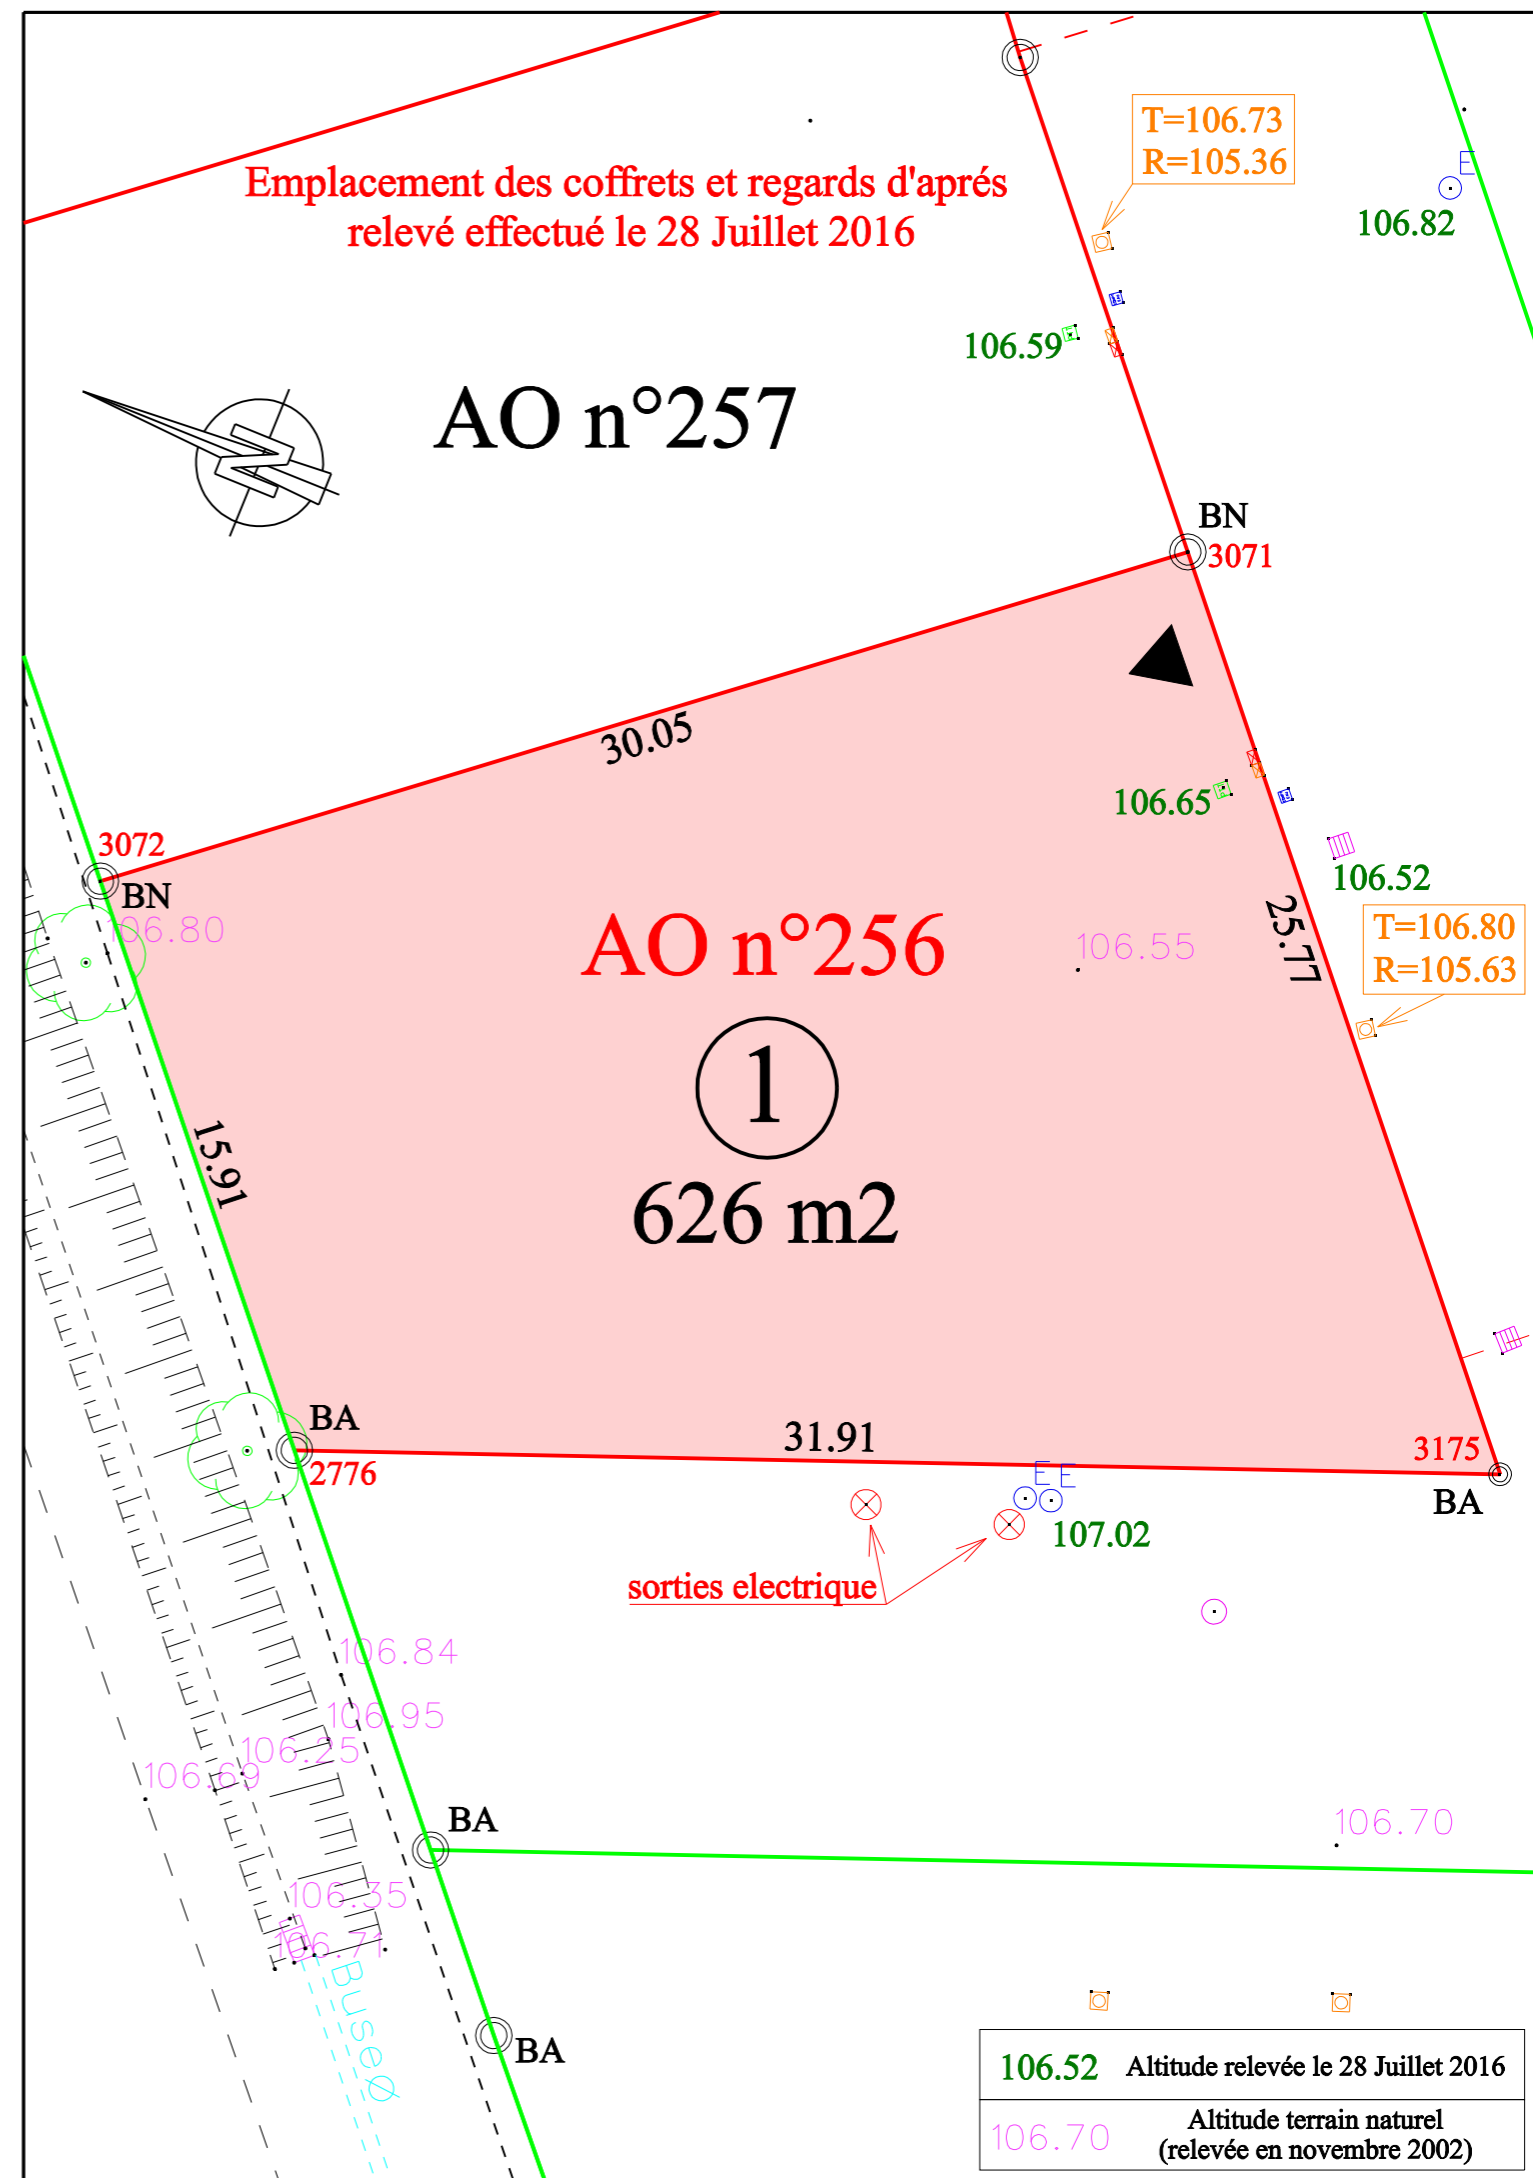 T=106.73
R=105.36
E
106.82
Emplacement des coffrets et regards d'aprés
relevé effectué le 28 Juillet 2016
106.59
AO n°257
BN
3071
30.05
106.65
3072
BN
106.80
106.52
25.77
T=106.80
R=105.63
AO n°256
106.55
1
15.91
626 m2
BA
2776
31.91
3175
BA
E E
107.02
sorties electrique
106.84
106.95
106.25
106.69
BA
106.70
106.35
106.71
BuseØ
BA
106.52 Altitude relevée le 28 Juillet 2016
106.70 Altitude terrain naturel
(relevée en novembre 2002)